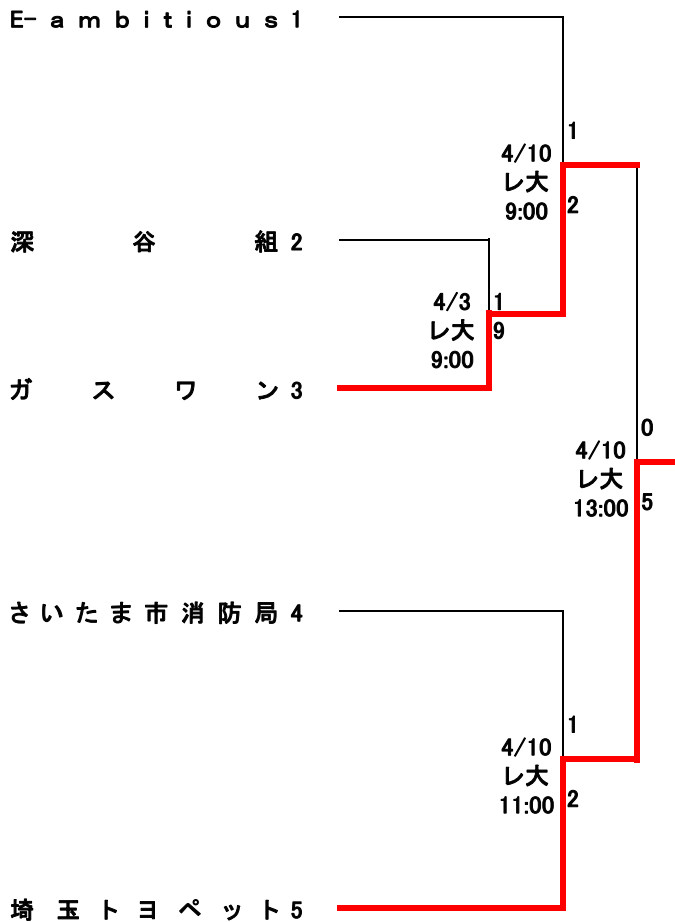 E-ambitious 1
1
4/10
レ大
9:00
2
深谷組 2
4/3
1
レ大
9
9:00
ガスワン 3
0
4/10
レ大
13:00
5
さいたま市消防局 4
1
4/10
レ大
11:00
2
埼玉トヨペット 5